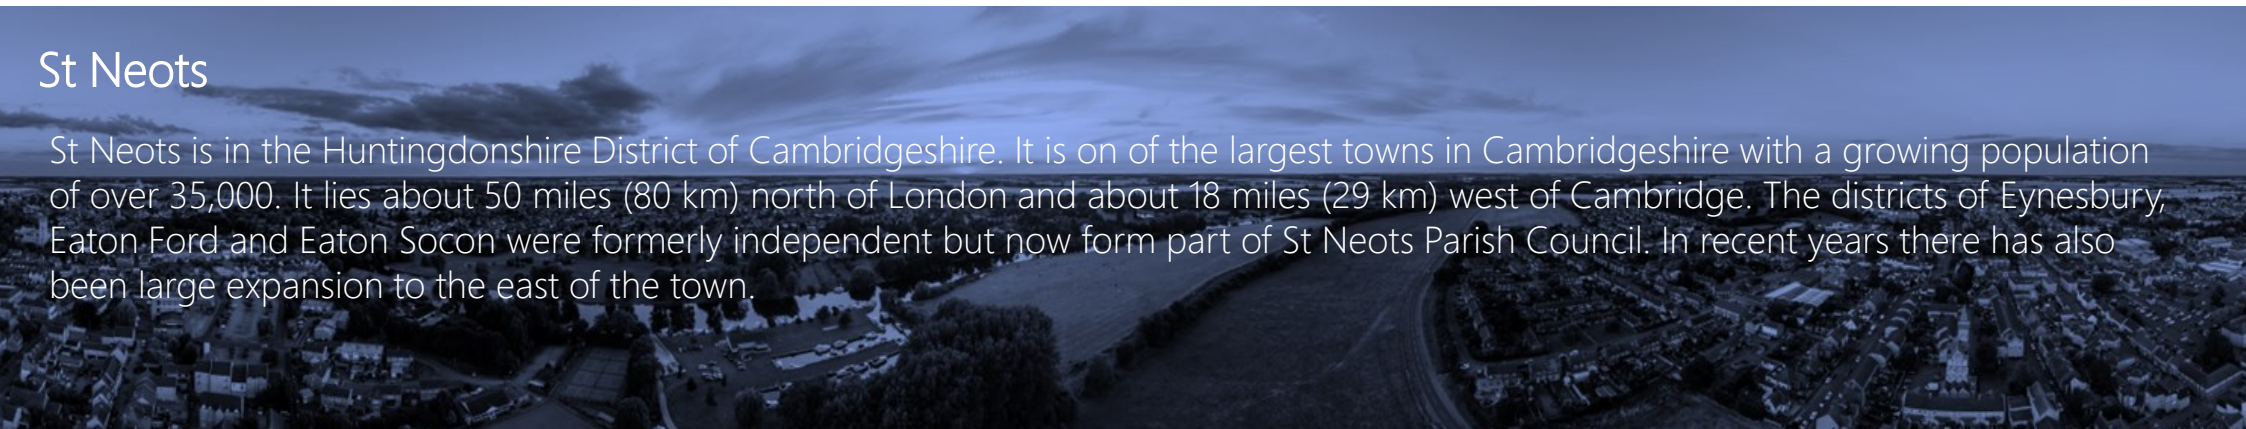 St Neots
St Neots is in the Huntingdonshire District of Cambridgeshire. It is on of the largest towns in Cambridgeshire with a growing population
of over 35,000. It lies about 50 miles (80 km) north of London and about 18 miles (29 km) west of Cambridge. The districts of Eynesbury,
Eaton Ford and Eaton Socon were formerly independent but now form part of St Neots Parish Council. In recent years there has also
been large expansion to the east of the town.